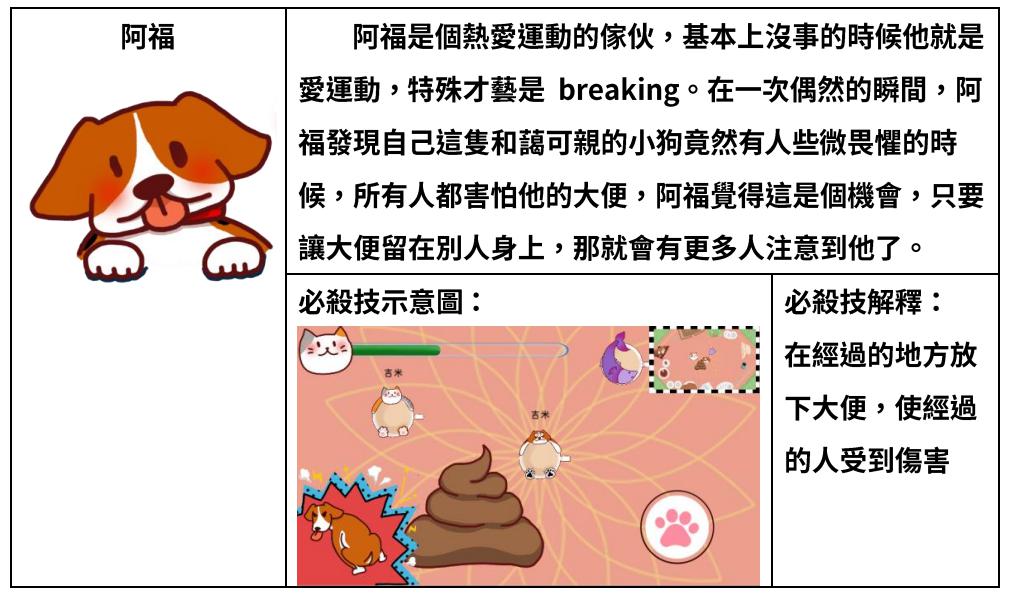 阿福
阿福是個熱愛運動的傢伙，基本上沒事的時候他就是
愛運動，特殊才藝是 breaking。在一次偶然的瞬間，阿
福發現自己這隻和藹可親的小狗竟然有人些微畏懼的時
候，所有人都害怕他的大便，阿福覺得這是個機會，只要
讓大便留在別人身上，那就會有更多人注意到他了。
必殺技示意圖：
吉米
吉米
必殺技解釋：
在經過的地方放
下大便，使經過
的人受到傷害